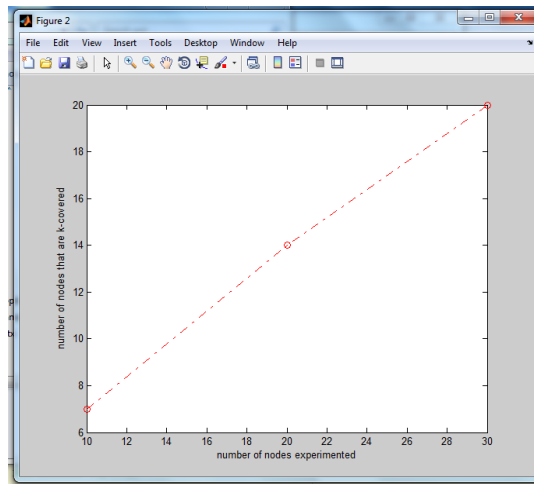 Figure 2
File Edit View Insert Tools Desktop Window Help
20
18
16
14
12
10
8
6
number of nodes that are k-covered
10 12 14 16 18 20 22 24 26 28 30
number of nodes experimented